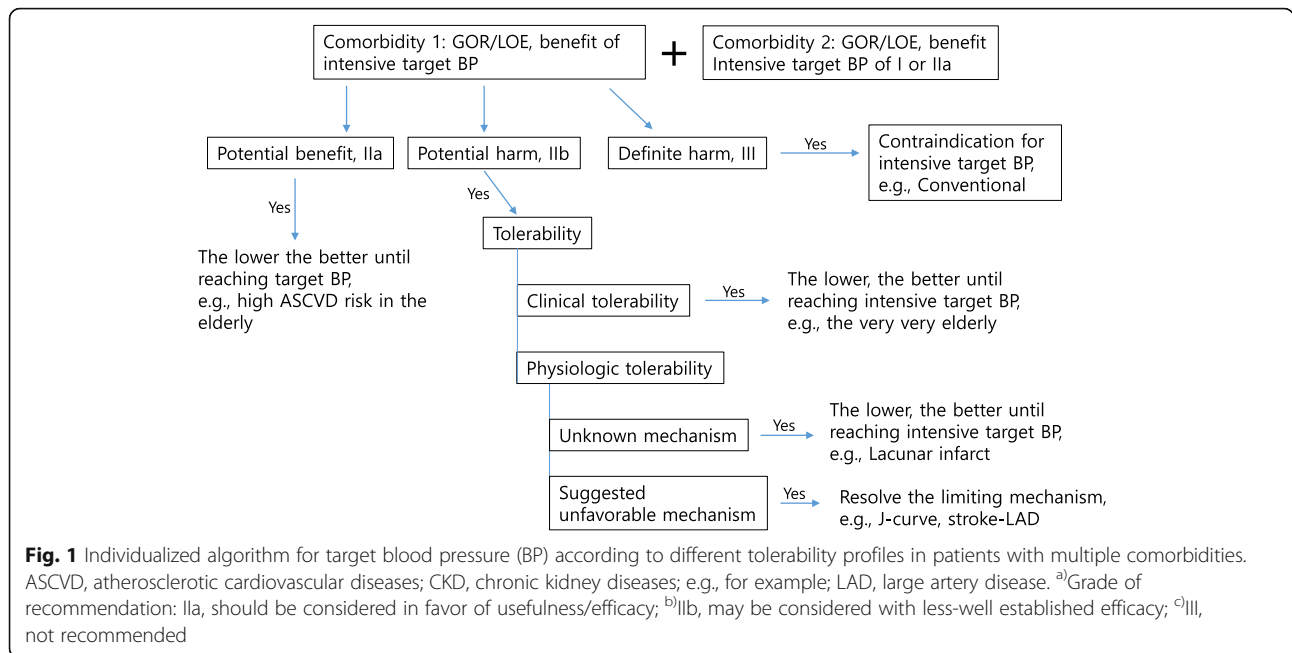 Comorbidity 1: GOR/LOE, benefit of
intensive target BP
+
Comorbidity 2: GOR/LOE, benefit
Intensive target BP of I or IIa
Potential benefit, IIa
Potential harm, IIb
Definite harm, III
Yes
Contraindication for
intensive target BP,
e.g., Conventional
Yes
Yes
The lower the better until
reaching target BP,
e.g., high ASCVD risk in the
elderly
Tolerability
Clinical tolerability
Yes
The lower, the better until
reaching intensive target BP,
e.g., the very very elderly
Physiologic tolerability
Unknown mechanism
Yes
The lower, the better until
reaching intensive target BP,
e.g., Lacunar infarct
Suggested
unfavorable mechanism
Yes
Resolve the limiting mechanism,
e.g., J-curve, stroke-LAD
Fig. 1 Individualized algorithm for target blood pressure (BP) according to different tolerability profiles in patients with multiple comorbidities.
ASCVD, atherosclerotic cardiovascular diseases; CKD, chronic kidney diseases; e.g., for example; LAD, large artery disease. a)Grade of
recommendation: IIa, should be considered in favor of usefulness/efficacy; b)IIb, may be considered with less-well established efficacy; c)III,
not recommended